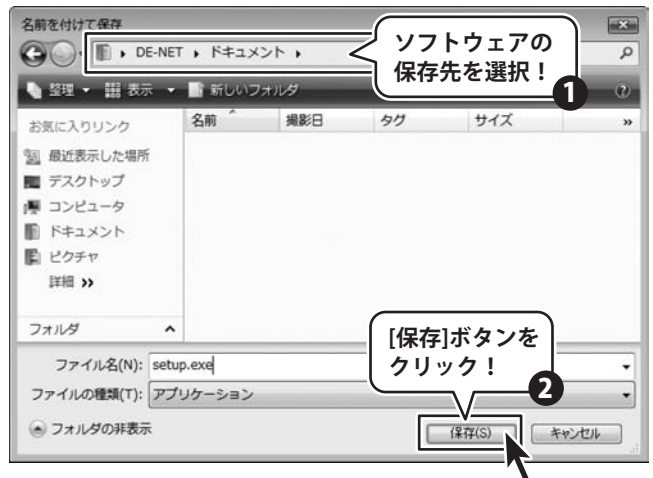 名前を付けて保存
DE-NET ▸ ドキュメント ▸
ソフトウェアの
保存先を選択！
1
整理 表示 新しいフォルダ
お気に入りリンク
最近表示した場所
デスクトップ
コンピュータ
ドキュメント
ピクチャ
詳細 »
名前 撮影日 タグ サイズ »
フォルダ
[保存]ボタンを
クリック！
2
ファイル名(N): setup.exe
ファイルの種類(T): アプリケーション
フォルダの非表示
保存(S) キャンセル